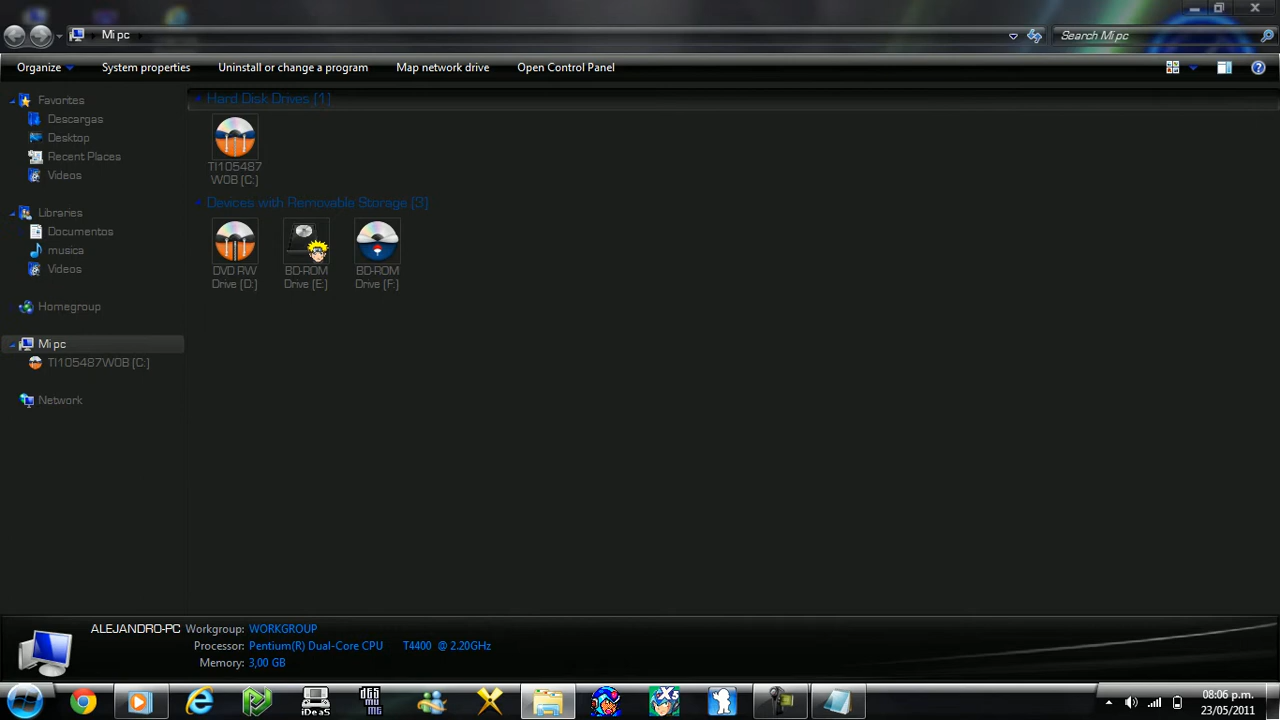 Mi pc
Search Mi pc
Organize
System properties
Uninstall or change a program
Map network drive
Open Control Panel
Favorites
Descargas
Desktop
Recent Places
Videos
Libraries
Documentos
musica
Videos
Homegroup
Mi pc
TI105487W0B [C:]
Network
Hard Disk Drives [1]
TI105487
W0B [C:]
Devices with Removable Storage [3]
DVD RW
Drive [D:]
BD-ROM
Drive [E:]
BD-ROM
Drive [F:]
ALEJANDRO-PC
Workgroup: WORKGROUP
Processor: Pentium(R) Dual-Core CPU T4400 @ 2.20GHz
Memory: 3,00 GB
iDeaS
X5
08:06 p.m.
23/05/2011